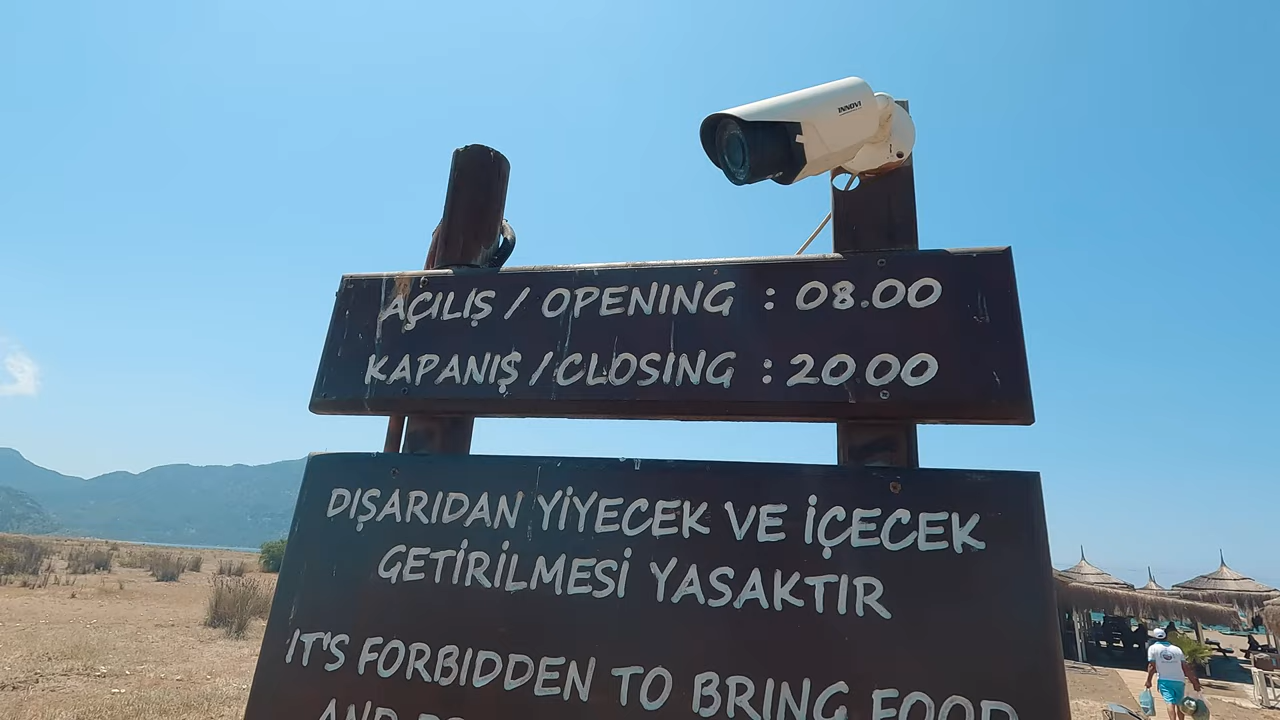 INNOVI
AÇILIŞ / OPENING : 08.00
KAPANIŞ / CLOSING : 20 00
DIŞARIDAN YİYECEK VE İÇECEK
GETİRİLMESİ YASAKTIR
IT'S FORBIDDEN TO BRING FOOD
AND